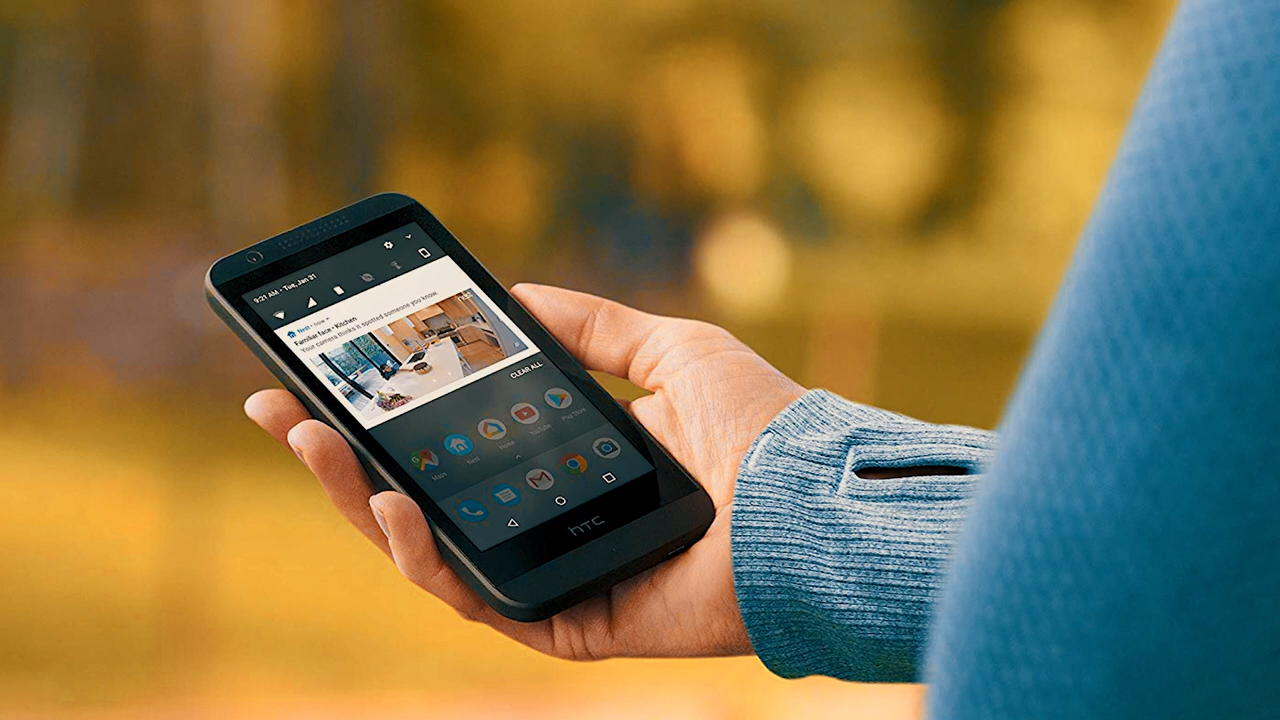 9:21 AM • Tue, Jan 31
Nest • now
Familiar face • Kitchen
Your camera thinks it spotted someone you know.
CLEAR ALL
Maps
Nest
Home
YouTube
Play Store
hTC